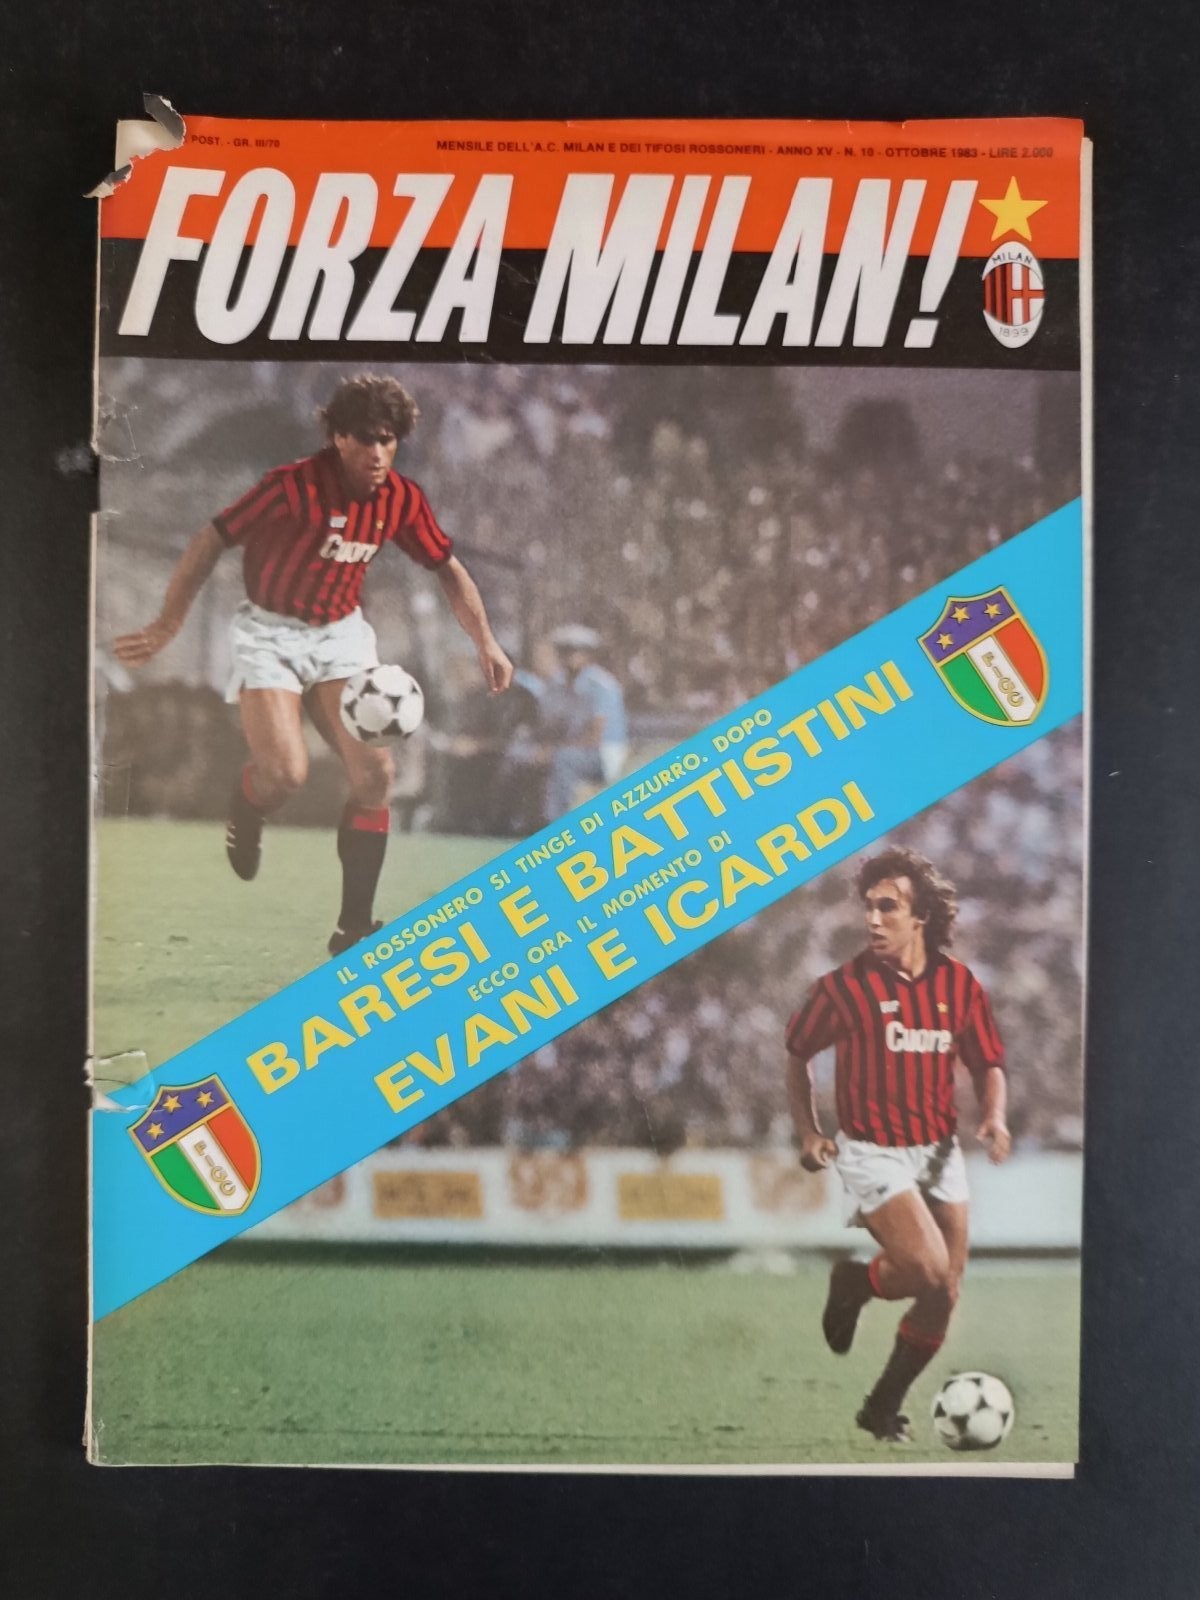 POST. - GR. III/70
MENSILE DELL'A.C. MILAN E DEI TIFOSI ROSSONERI - ANNO XV - N. 10 - OTTOBRE 1983 - LIRE 2.000
FORZA MILAN!
MILAN
1899
Cuore
IL ROSSONERO SI TINGE DI AZZURRO. DOPO
BARESI E BATTISTINI
ECCO ORA IL MOMENTO DI
EVANI E ICARDI
FIGC
FIGC
Cuore